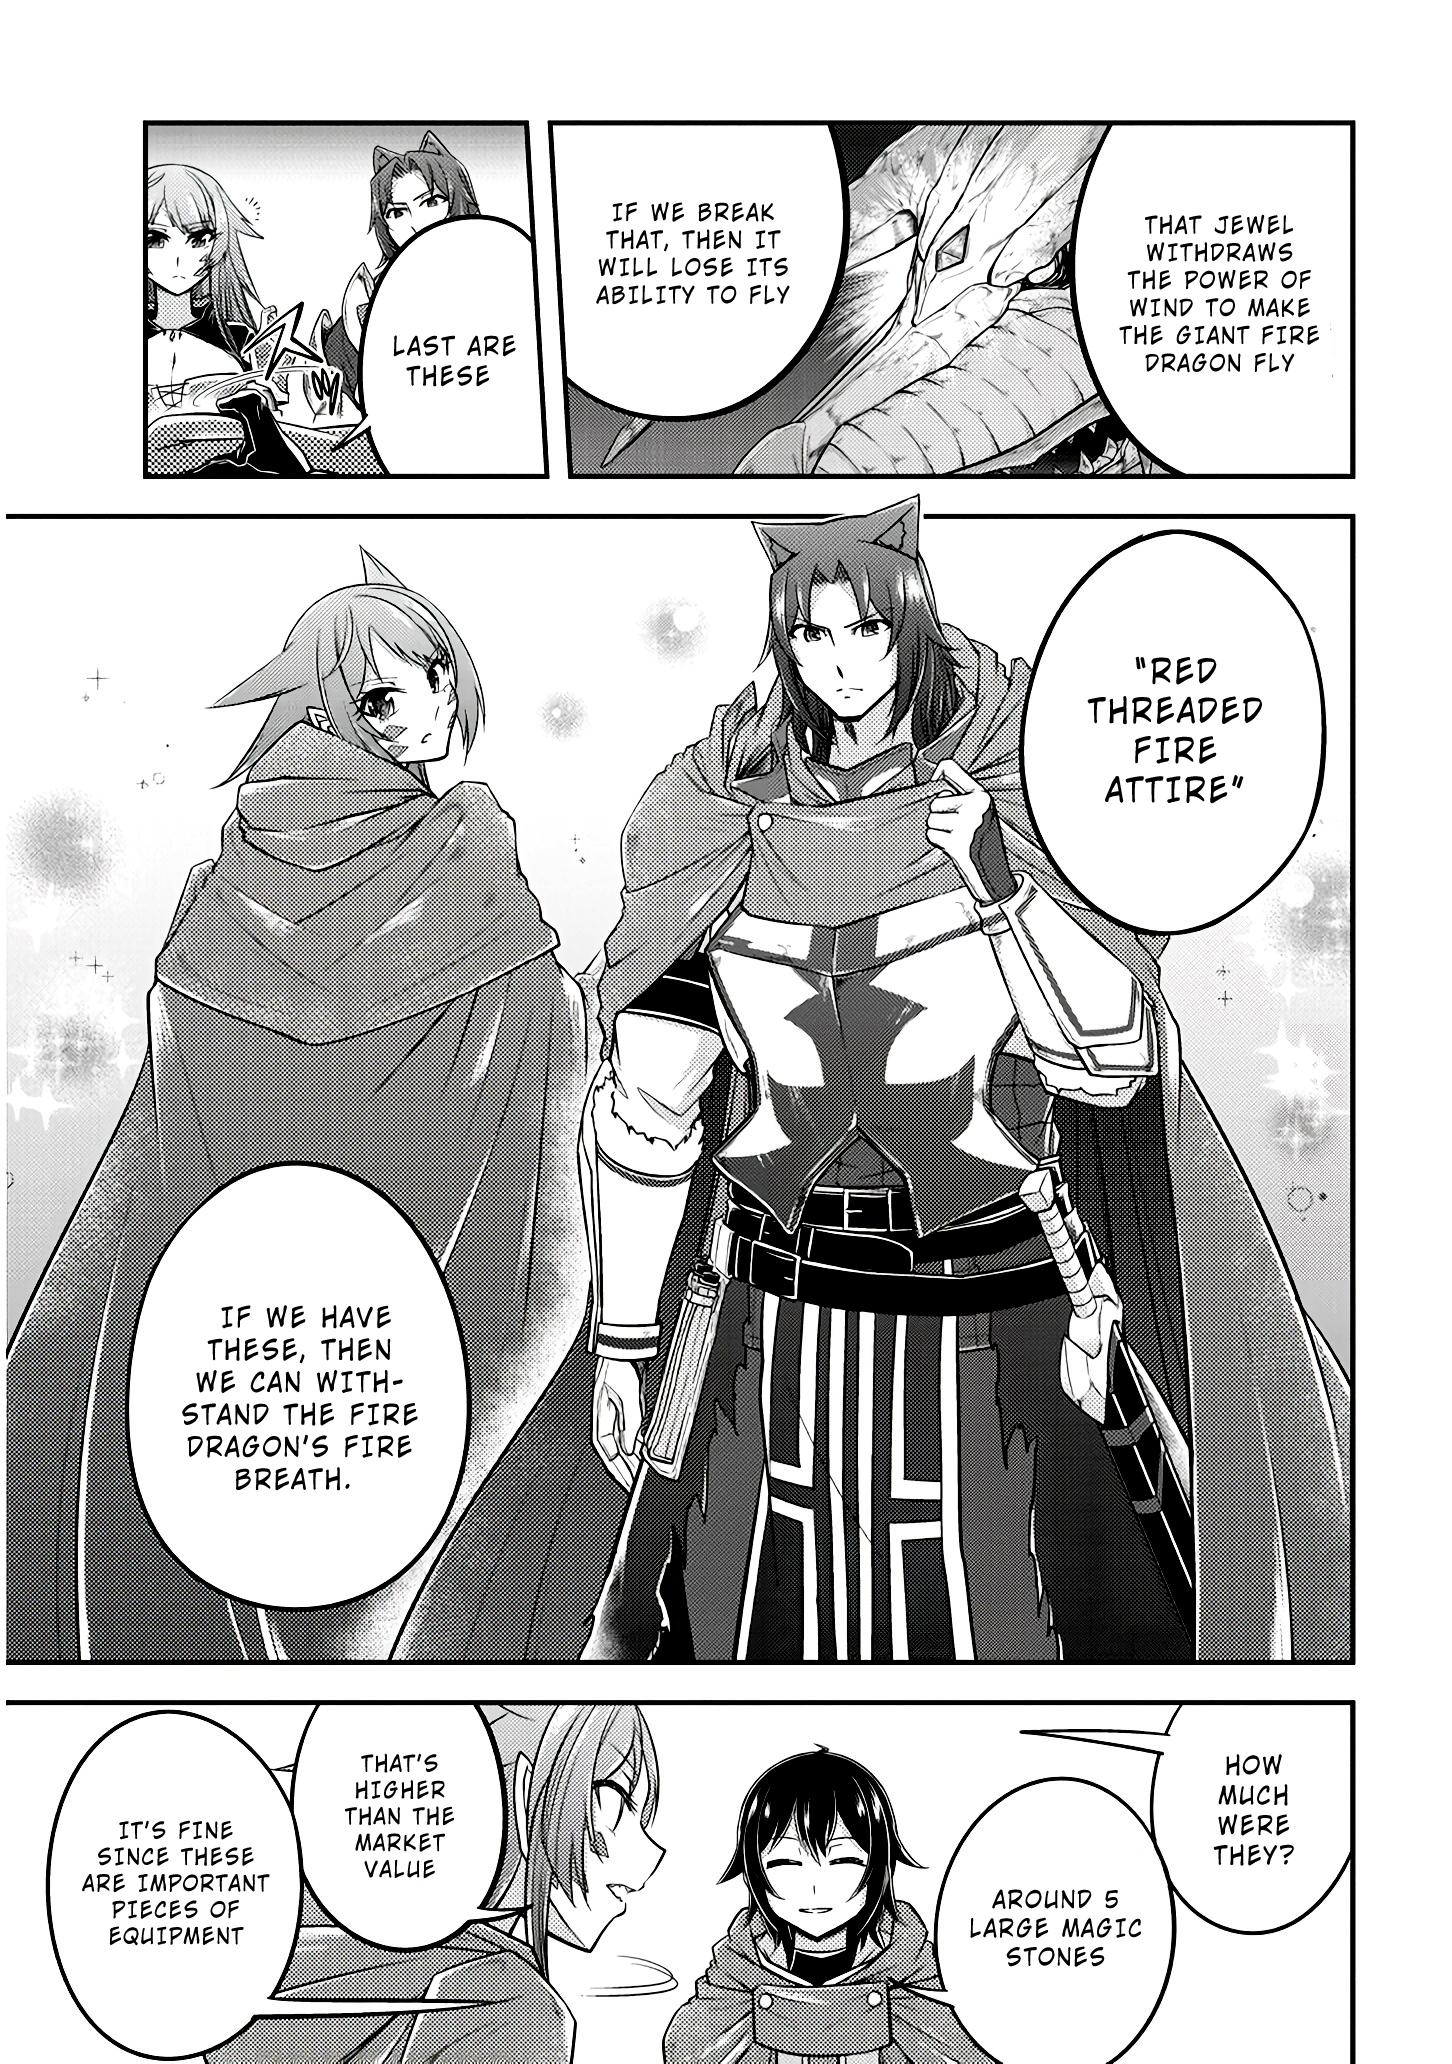 THAT JEWEL
WITHDRAWS
THE POWER OF
WIND TO MAKE
THE GIANT FIRE
DRAGON FLY
IF WE BREAK
THAT, THEN IT
WILL LOSE ITS
ABILITY TO FLY
LAST ARE
THESE
"RED
THREADED
FIRE
ATTIRE"
IF WE HAVE
THESE, THEN
WE CAN WITH-
STAND THE FIRE
DRAGON'S FIRE
BREATH.
HOW
MUCH
WERE
THEY?
AROUND 5
LARGE MAGIC
STONES
THAT'S
HIGHER
THAN THE
MARKET
VALUE
IT'S FINE
SINCE THESE
ARE IMPORTANT
PIECES OF
EQUIPMENT